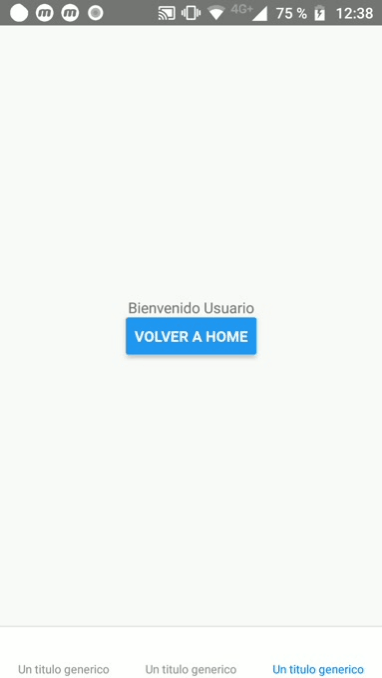 4G+ 75 % 12:38
Bienvenido Usuario
VOLVER A HOME
Un titulo generico Un titulo generico Un titulo generico